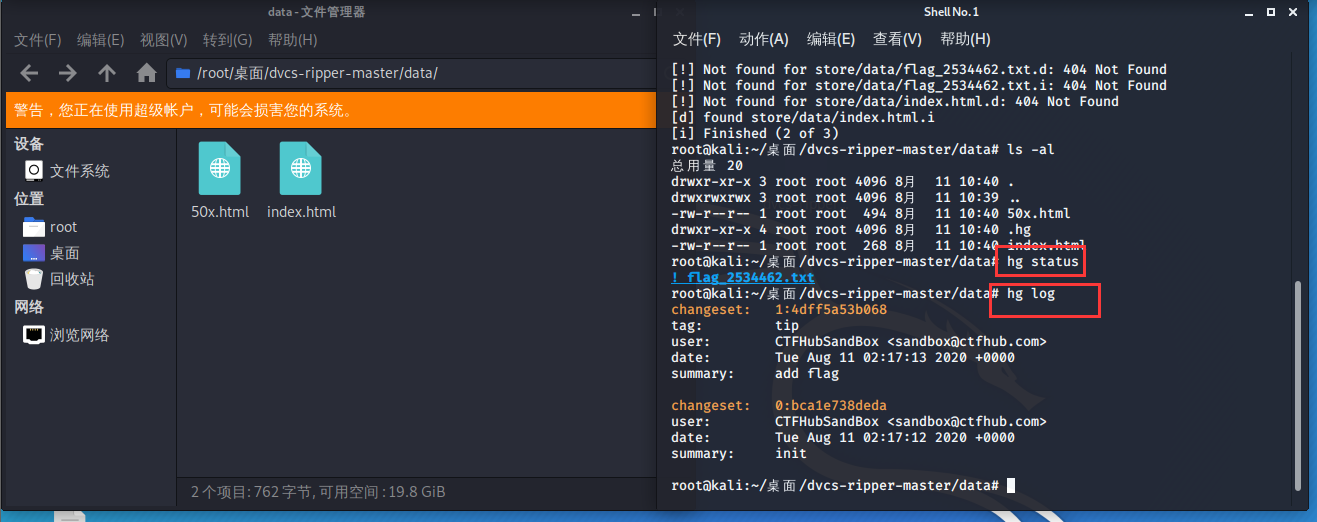 data - 文件管理器
文件(F) 编辑(E) 视图(V) 转到(G) 帮助(H)
/root/桌面/dvcs-ripper-master/data/
警告，您正在使用超级帐户，可能会损害您的系统。
设备
文件系统
位置
root
桌面
回收站
网络
浏览网络
50x.html index.html
2 个项目: 762 字节, 可用空间 : 19.8 GiB
Shell No. 1
文件(F) 动作(A) 编辑(E) 查看(V) 帮助(H)
[!] Not found for store/data/flag_2534462.txt.d: 404 Not Found
[!] Not found for store/data/flag_2534462.txt.i: 404 Not Found
[!] Not found for store/data/index.html.d: 404 Not Found
[d] found store/data/index.html.i
[i] Finished (2 of 3)
root@kali:~/桌面/dvcs-ripper-master/data# ls -al
总用量 20
drwxr-xr-x 3 root root 4096 8月 11 10:40 .
drwxrwxrwx 3 root root 4096 8月 11 10:39 ..
-rw-r--r-- 1 root root 494 8月 11 10:40 50x.html
drwxr-xr-x 4 root root 4096 8月 11 10:40 .hg
-rw-r--r-- 1 root root 268 8月 11 10:40 index.html
root@kali:~/桌面/dvcs-ripper-master/data# hg status
! flag_2534462.txt
root@kali:~/桌面/dvcs-ripper-master/data# hg log
changeset: 1:4dff5a53b068
tag: tip
user: CTFHubSandBox <sandbox@ctfhub.com>
date: Tue Aug 11 02:17:13 2020 +0000
summary: add flag
changeset: 0:bca1e738deda
user: CTFHubSandBox <sandbox@ctfhub.com>
date: Tue Aug 11 02:17:12 2020 +0000
summary: init
root@kali:~/桌面/dvcs-ripper-master/data#